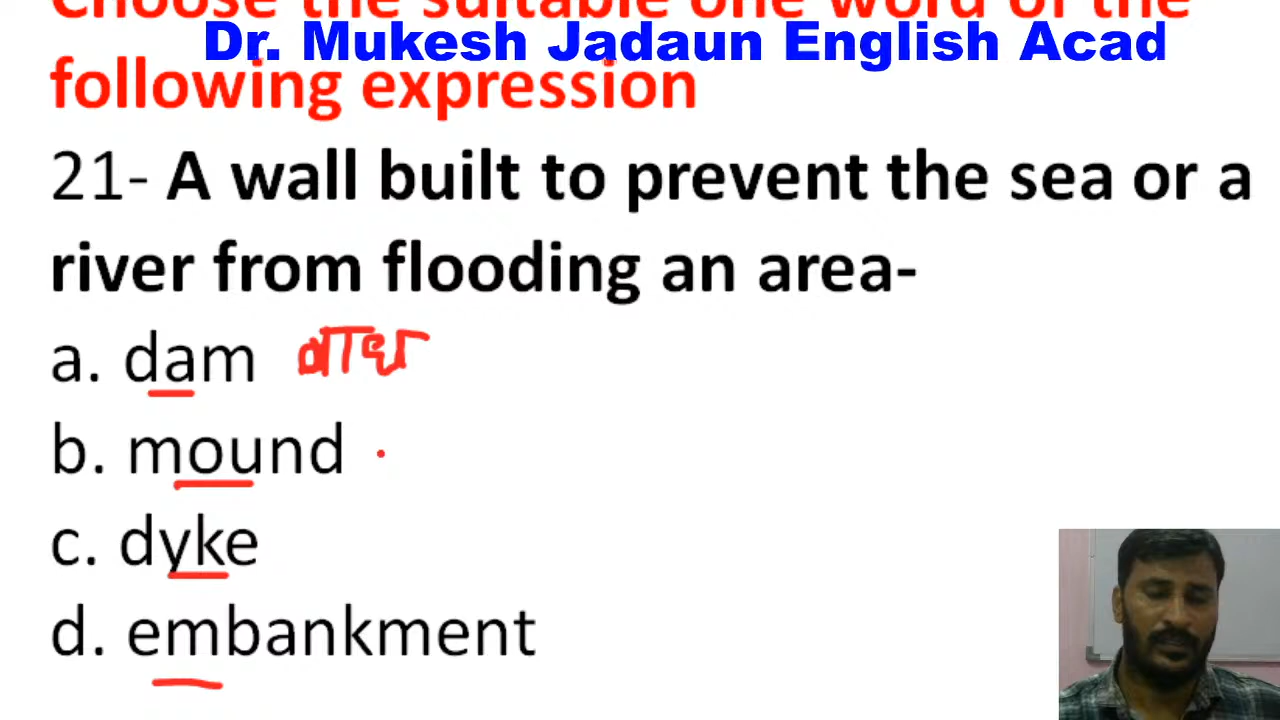 Choose the suitable one word of the
Dr. Mukesh Jadaun English Acad
following expression
21- A wall built to prevent the sea or a
river from flooding an area-
a. dam बाध
b. mound
c. dyke
d. embankment